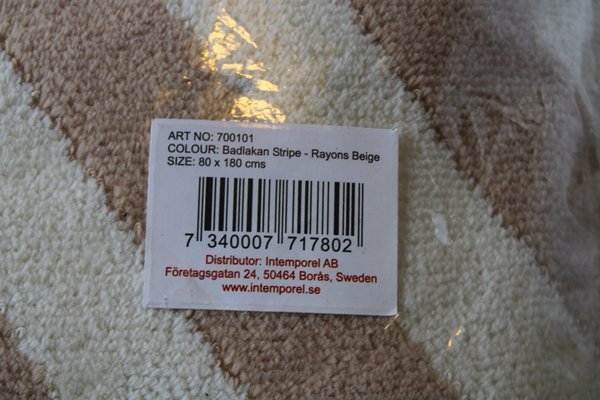 ART NO: 700101
COLOUR: Badlakan Stripe - Rayons Beige
SIZE: 80 x 180 cms
7 340007 717802
Distributor: Intemporel AB
Företagsgatan 24, 50464 Borås, Sweden
www.intemporel.se